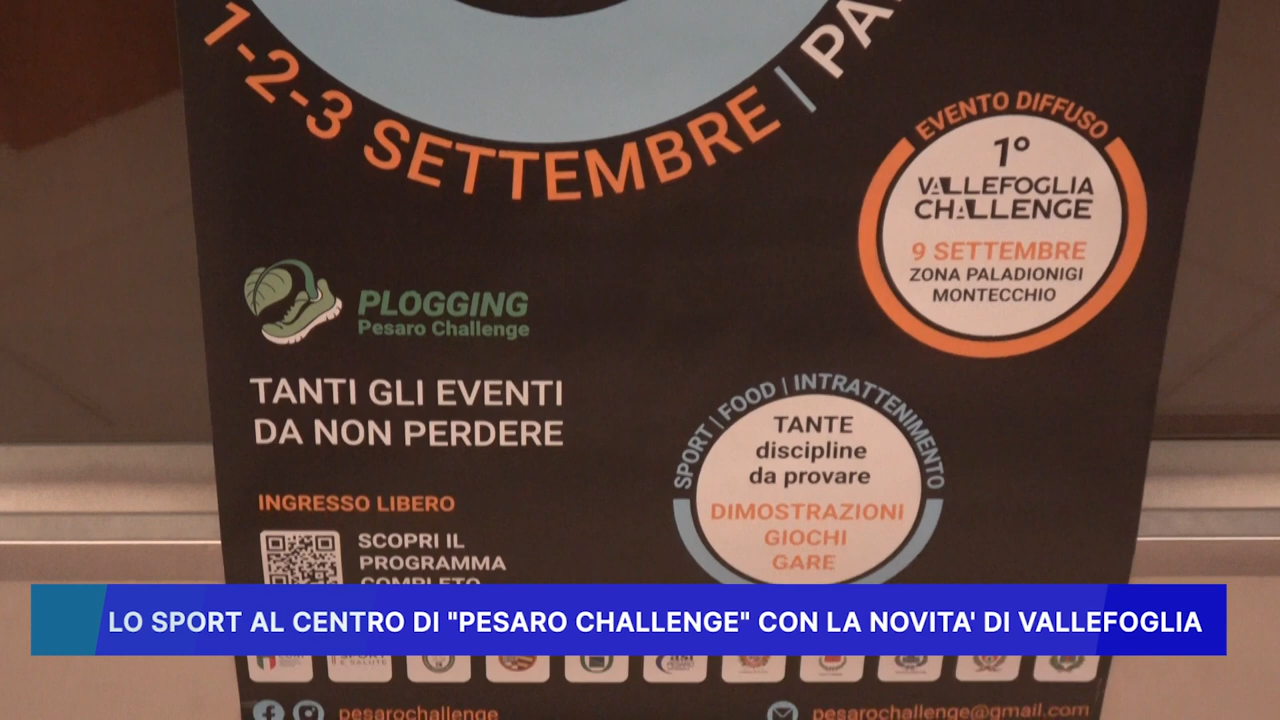 1-2-3 SETTEMBRE |
EVENTO DIFFUSO
1°
VALLEFOGLIA
CHALLENGE
9 SETTEMBRE
ZONA PALADIONIGI
MONTECCHIO
PLOGGING
Pesaro Challenge
TANTI GLI EVENTI
DA NON PERDERE
SPORT | FOOD | INTRATTENIMENTO
TANTE
discipline
da provare
DIMOSTRAZIONI
GIOCHI
GARE
INGRESSO LIBERO
SCOPRI IL
PROGRAMMA
COMPLETO
LO SPORT AL CENTRO DI "PESARO CHALLENGE" CON LA NOVITA' DI VALLEFOGLIA
pesarochallenge
pesarochallenge@gmail.com